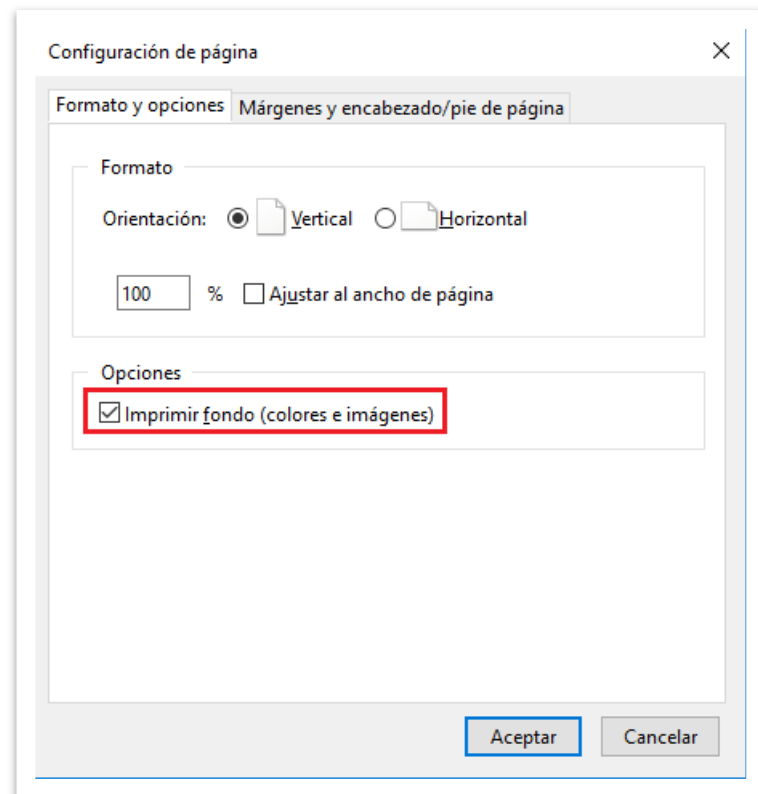 Configuración de página
Formato y opciones Márgenes y encabezado/pie de página
Formato
Orientación: Vertical Horizontal
100 % Ajustar al ancho de página
Opciones
Imprimir fondo (colores e imágenes)
Aceptar Cancelar